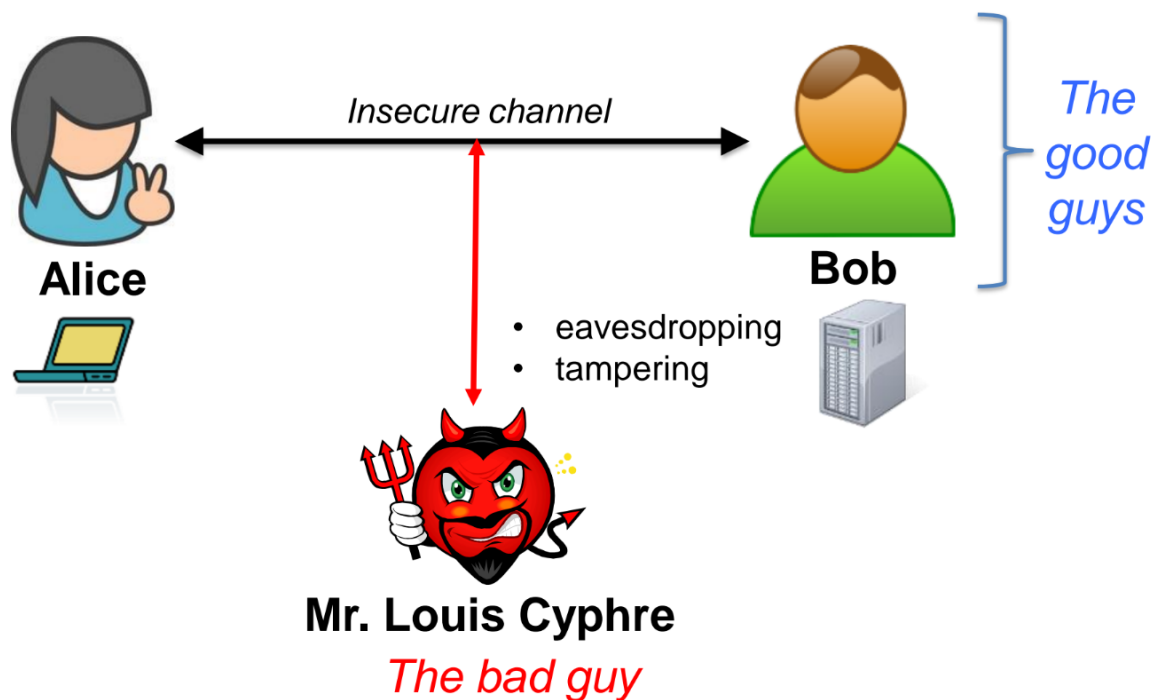 Insecure channel
The
good
guys
Alice
Bob
• eavesdropping
• tampering
Mr. Louis Cyphre
The bad guy